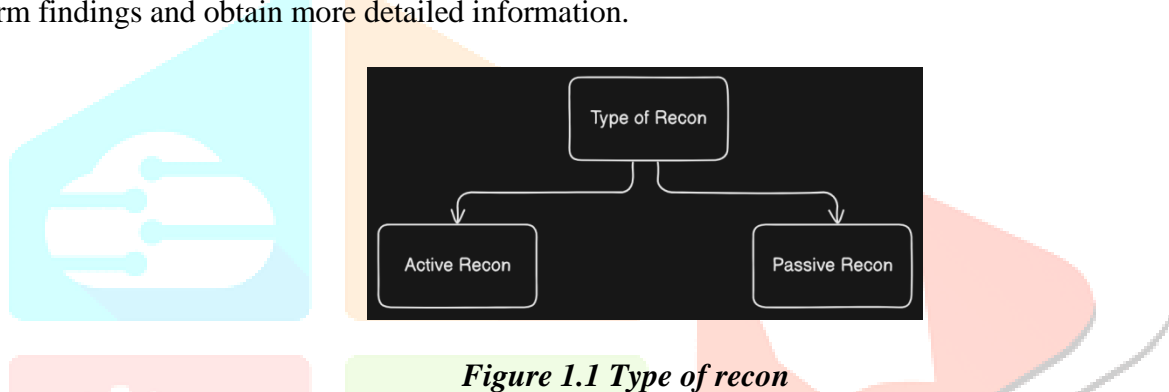 findings and obtain more detailed information.
Type of Recon
Active Recon
Passive Recon
Figure 1.1 Type of recon